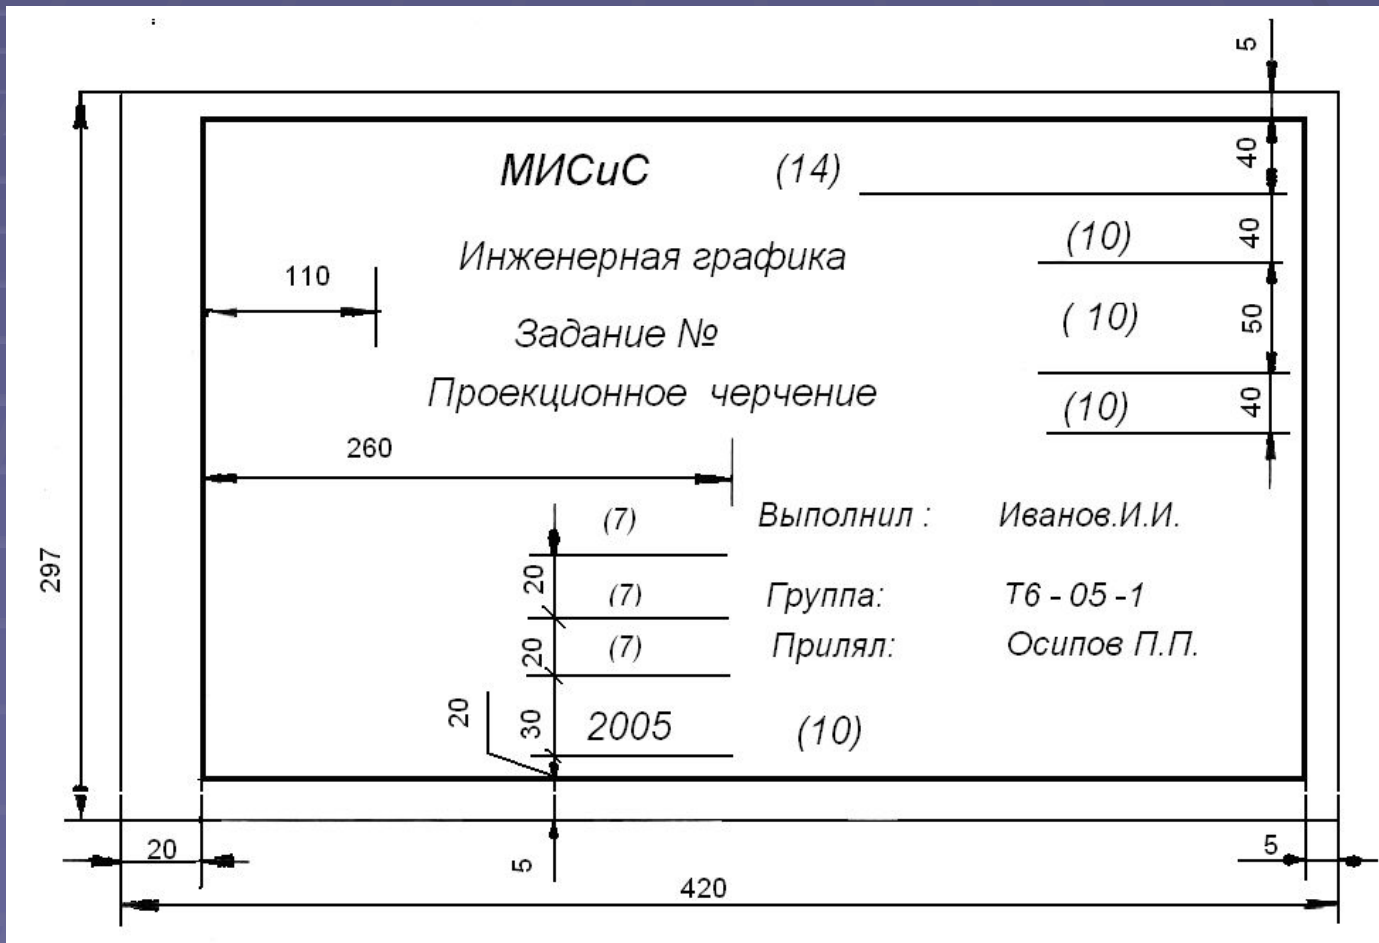 5
МИСиС (14) 40
Инженерная графика (10) 40
110
Задание № ( 10) 50
Проекционное черчение (10) 40
260
(7) Выполнил : Иванов.И.И.
297
20 (7) Группа: Т6 - 05 -1
20 (7) Прилял: Осипов П.П.
20 30 2005 (10)
20 5 5
420